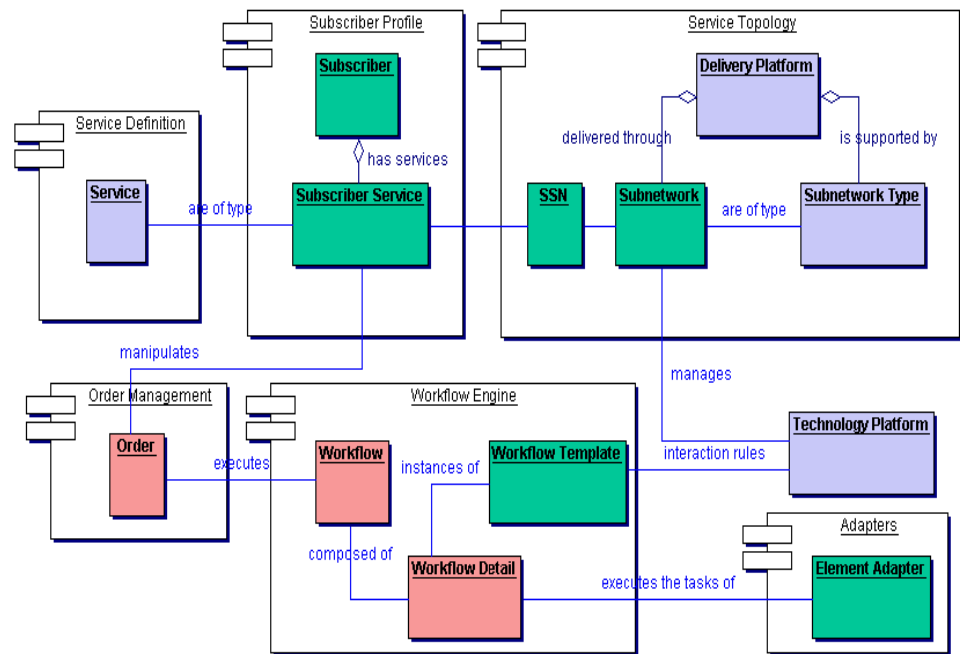 Subscriber Profile
Service Topology
Subscriber
Delivery Platform
Service Definition
delivered through
is supported by
has services
Service
Subscriber Service
SSN
Subnetwork
Subnetwork Type
are of type
are of type
manipulates
manages
Order Management
Workflow Engine
Technology Platform
Order
executes
Workflow
instances of
Workflow Template
interaction rules
Adapters
composed of
Workflow Detail
executes the tasks of
Element Adapter